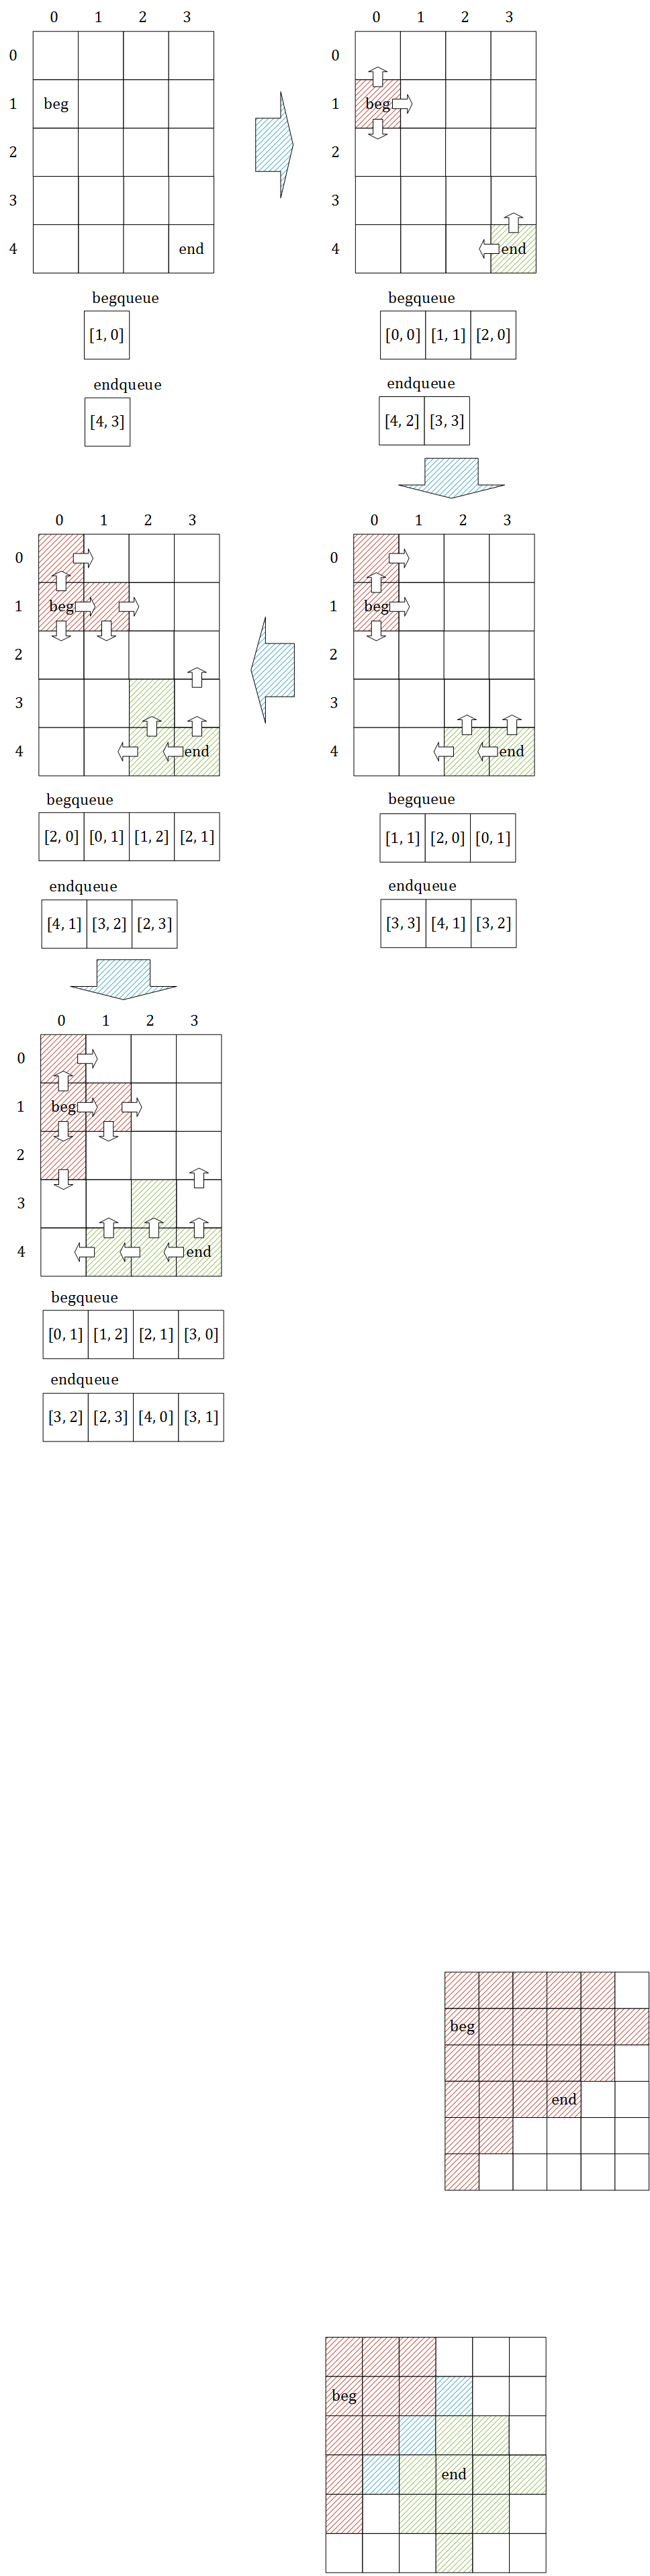 0 1 2 3
0
1 beg
2
3
4 end
begqueue
[1, 0]
endqueue
[4, 3]
0 1 2 3
0
1 beg
2
3
4 end
begqueue
[0, 0] [1, 1] [2, 0]
endqueue
[4, 2] [3, 3]
0 1 2 3
0
1 beg
2
3
4 end
begqueue
[1, 1] [2, 0] [0, 1]
endqueue
[3, 3] [4, 1] [3, 2]
0 1 2 3
0
1 beg
2
3
4 end
begqueue
[2, 0] [0, 1] [1, 2] [2, 1]
endqueue
[4, 1] [3, 2] [2, 3]
0 1 2 3
0
1 beg
2
3
4 end
begqueue
[0, 1] [1, 2] [2, 1] [3, 0]
endqueue
[3, 2] [2, 3] [4, 0] [3, 1]
beg
end
beg
end